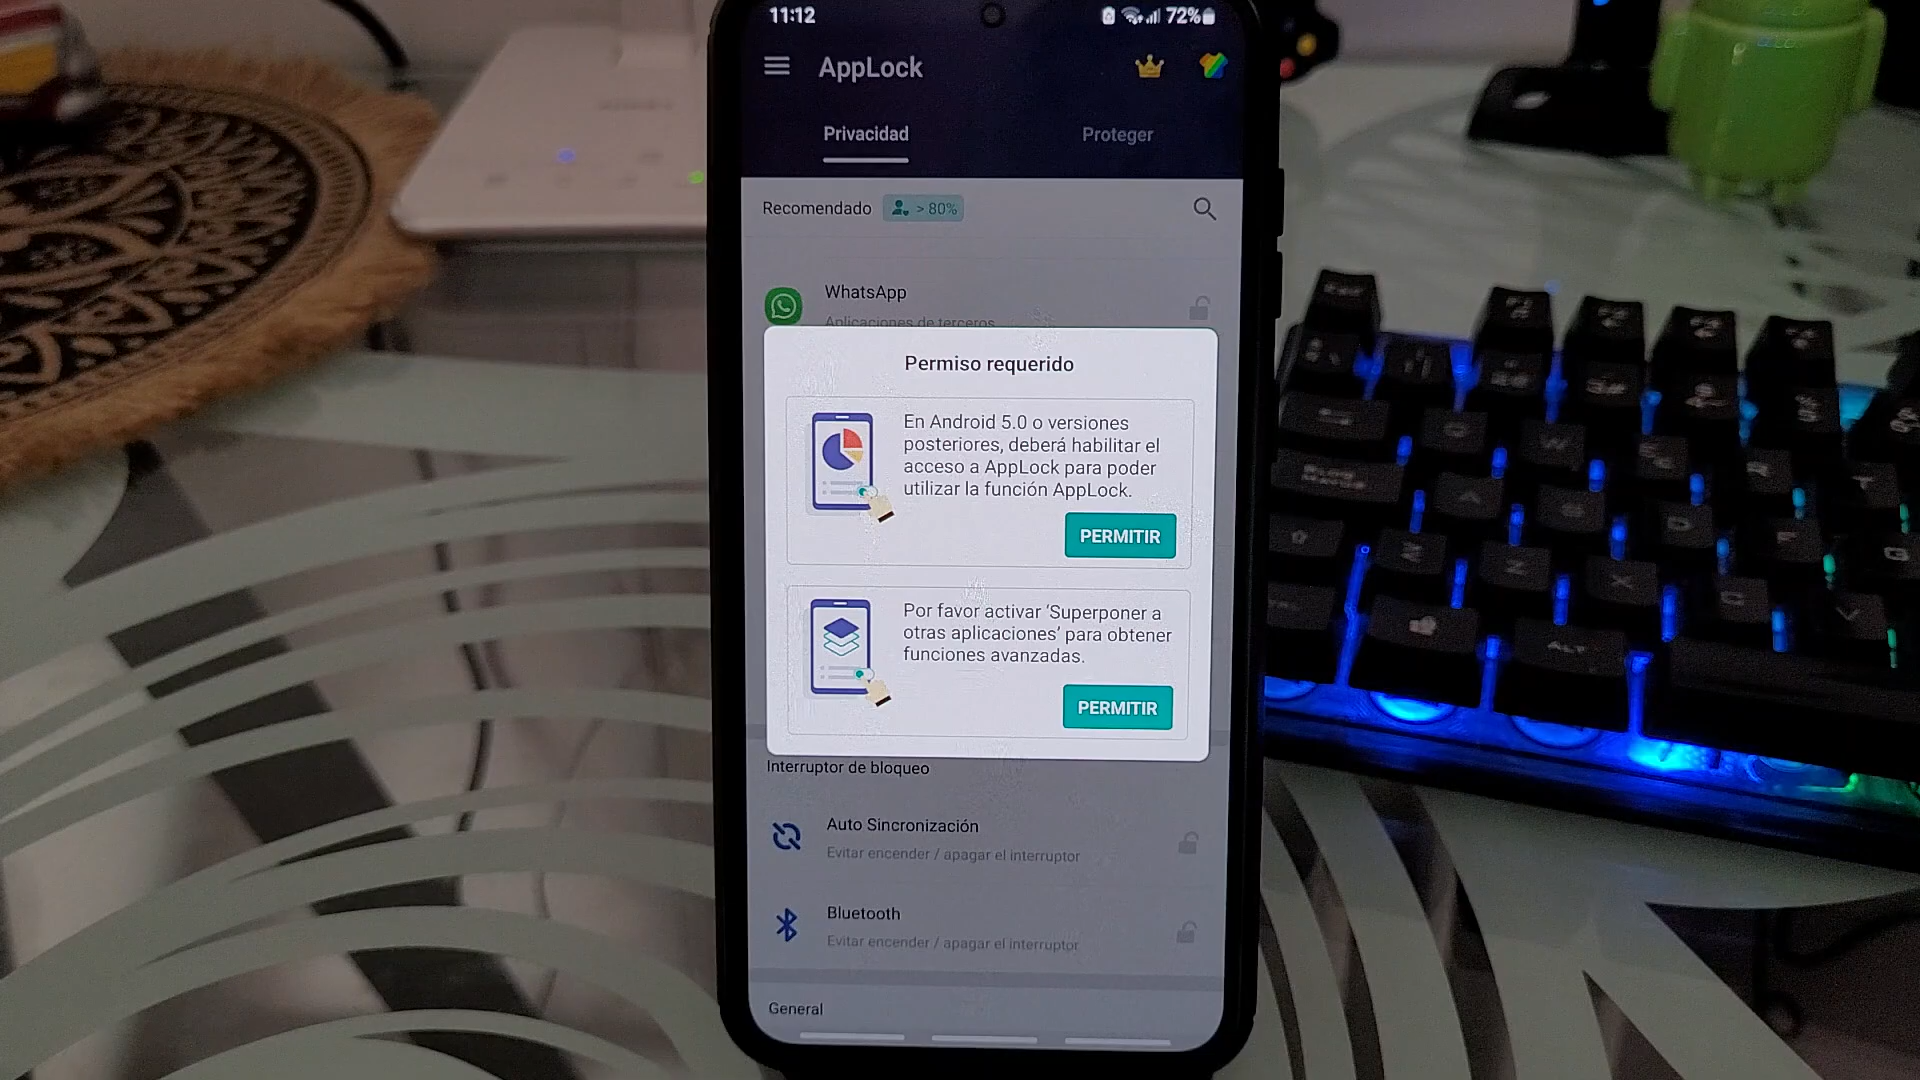 11:12
72%
AppLock
Privacidad
Proteger
Recomendado
> 80%
WhatsApp
Aplicaciones de terceros
Permiso requerido
En Android 5.0 o versiones
posteriores, deberá habilitar el
acceso a AppLock para poder
utilizar la función AppLock.
PERMITIR
Por favor activar ‘Superponer a
otras aplicaciones’ para obtener
funciones avanzadas.
PERMITIR
Interruptor de bloqueo
Auto Sincronización
Evitar encender / apagar el interruptor
Bluetooth
Evitar encender / apagar el interruptor
General
ALT